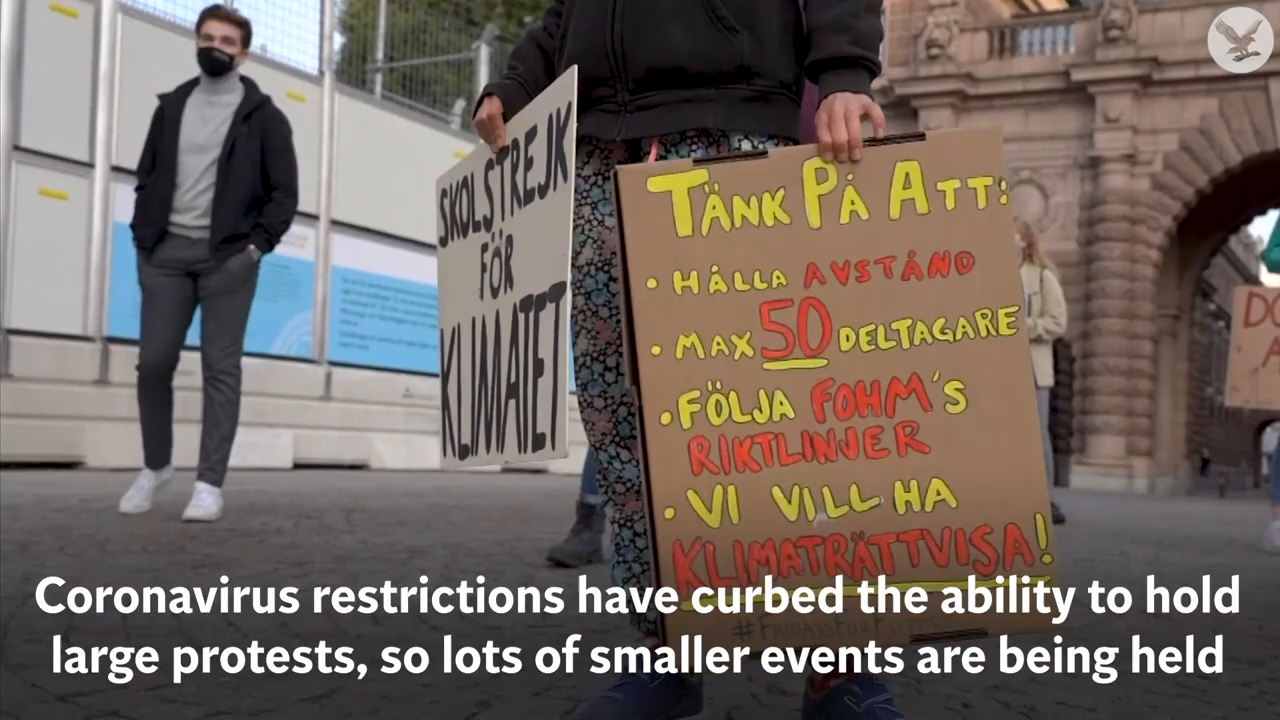 SKOLSTREJK
FÖR
KLIMATET
TÄNK PÅ ATT:
• HÅLLA AVSTÅND
• MAX 50 DELTAGARE
• FÖLJA FOHM'S
RIKTLINJER
• VI VILL HA
KLIMATRÄTTVISA!
#FRIDAYSFORFUTURE
Coronavirus restrictions have curbed the ability to hold
large protests, so lots of smaller events are being held